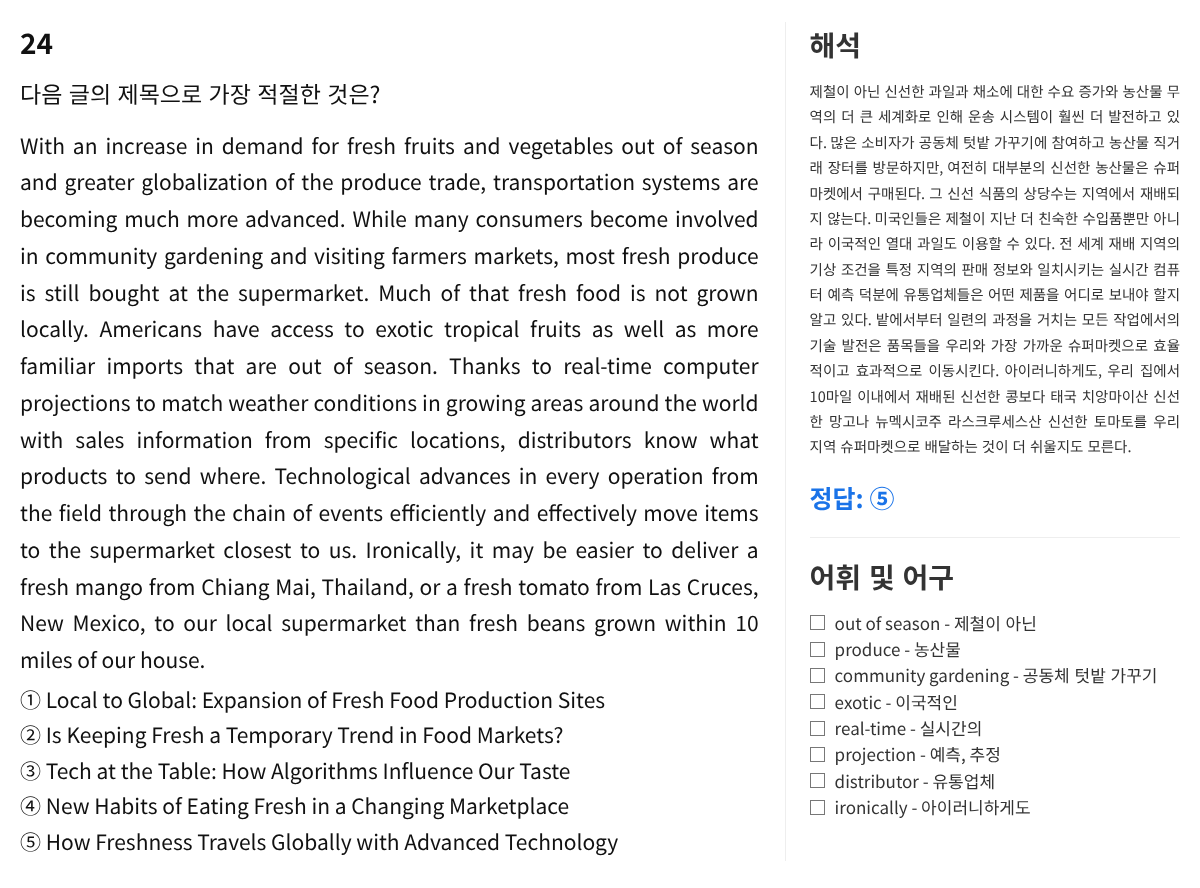 24
다음 글의 제목으로 가장 적절한 것은?
With an increase in demand for fresh fruits and vegetables out of season
and greater globalization of the produce trade, transportation systems are
becoming much more advanced. While many consumers become involved
in community gardening and visiting farmers markets, most fresh produce
is still bought at the supermarket. Much of that fresh food is not grown
locally. Americans have access to exotic tropical fruits as well as more
familiar imports that are out of season. Thanks to real-time computer
projections to match weather conditions in growing areas around the world
with sales information from specific locations, distributors know what
products to send where. Technological advances in every operation from
the field through the chain of events efficiently and effectively move items
to the supermarket closest to us. Ironically, it may be easier to deliver a
fresh mango from Chiang Mai, Thailand, or a fresh tomato from Las Cruces,
New Mexico, to our local supermarket than fresh beans grown within 10
miles of our house.
① Local to Global: Expansion of Fresh Food Production Sites
② Is Keeping Fresh a Temporary Trend in Food Markets?
③ Tech at the Table: How Algorithms Influence Our Taste
④ New Habits of Eating Fresh in a Changing Marketplace
⑤ How Freshness Travels Globally with Advanced Technology
해석
제철이 아닌 신선한 과일과 채소에 대한 수요 증가와 농산물 무
역의 더 큰 세계화로 인해 운송 시스템이 훨씬 더 발전하고 있
다. 많은 소비자가 공동체 텃밭 가꾸기에 참여하고 농산물 직거
래 장터를 방문하지만, 여전히 대부분의 신선한 농산물은 슈퍼
마켓에서 구매된다. 그 신선 식품의 상당수는 지역에서 재배되
지 않는다. 미국인들은 제철이 지난 더 친숙한 수입품뿐만 아니
라 이국적인 열대 과일도 이용할 수 있다. 전 세계 재배 지역의
기상 조건을 특정 지역의 판매 정보와 일치시키는 실시간 컴퓨
터 예측 덕분에 유통업체들은 어떤 제품을 어디로 보내야 할지
알고 있다. 밭에서부터 일련의 과정을 거치는 모든 작업에서의
기술 발전은 품목들을 우리와 가장 가까운 슈퍼마켓으로 효율
적이고 효과적으로 이동시킨다. 아이러니하게도, 우리 집에서
10마일 이내에서 재배된 신선한 콩보다 태국 치앙마이산 신선
한 망고나 뉴멕시코주 라스크루세스산 신선한 토마토를 우리
지역 슈퍼마켓으로 배달하는 것이 더 쉬울지도 모른다.
정답: ⑤
어휘 및 어구
☐ out of season - 제철이 아닌
☐ produce - 농산물
☐ community gardening - 공동체 텃밭 가꾸기
☐ exotic - 이국적인
☐ real-time - 실시간의
☐ projection - 예측, 추정
☐ distributor - 유통업체
☐ ironically - 아이러니하게도